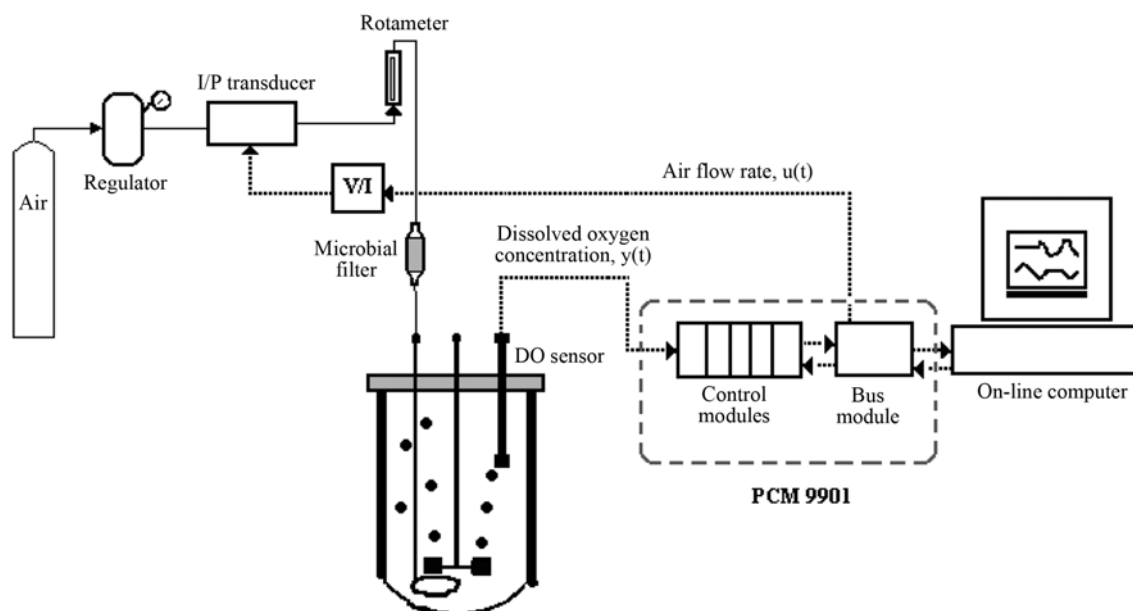 Rotameter
I/P transducer
Regulator
Air
V/I
Air flow rate, u(t)
Microbial
filter
Dissolved oxygen
concentration, y(t)
DO sensor
Control
modules
Bus
module
On-line computer
PCM 9901